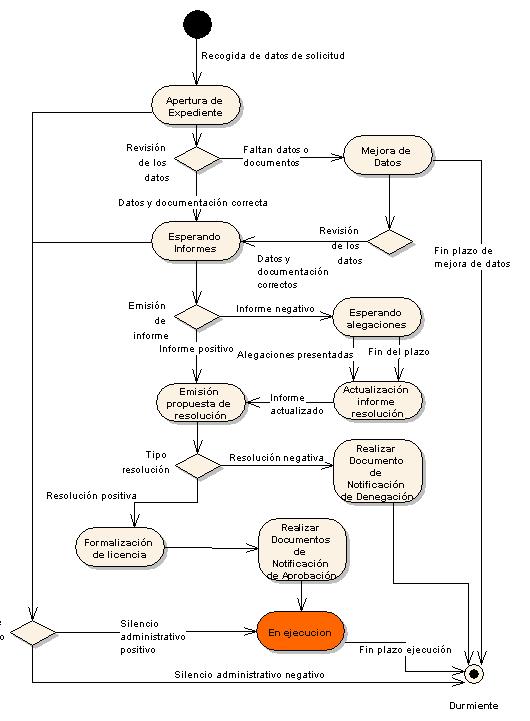 Recogida de datos de solicitud
Apertura de
Expediente
Revisión
de los
datos
Faltan datos o
documentos
Mejora de
Datos
Datos y documentación correcta
Esperando
Informes
Revisión
de los
datos
Datos y
documentación
correctos
Fin plazo de
mejora de datos
Emisión
de
informe
Informe negativo
Esperando
alegaciones
Informe positivo
Alegaciones presentadas
Fin del plazo
Emisión
propuesta de
resolución
Informe
actualizado
Actualización
informe
resolución
Tipo
resolución
Resolución negativa
Realizar
Documento
de
Notificación
de Denegación
Resolución positiva
Formalización
de licencia
Realizar
Documentos
de
Notificación
de Aprobación
Silencio
administrativo
positivo
En ejecucion
Fin plazo ejecución
Silencio administrativo negativo
Durmiente